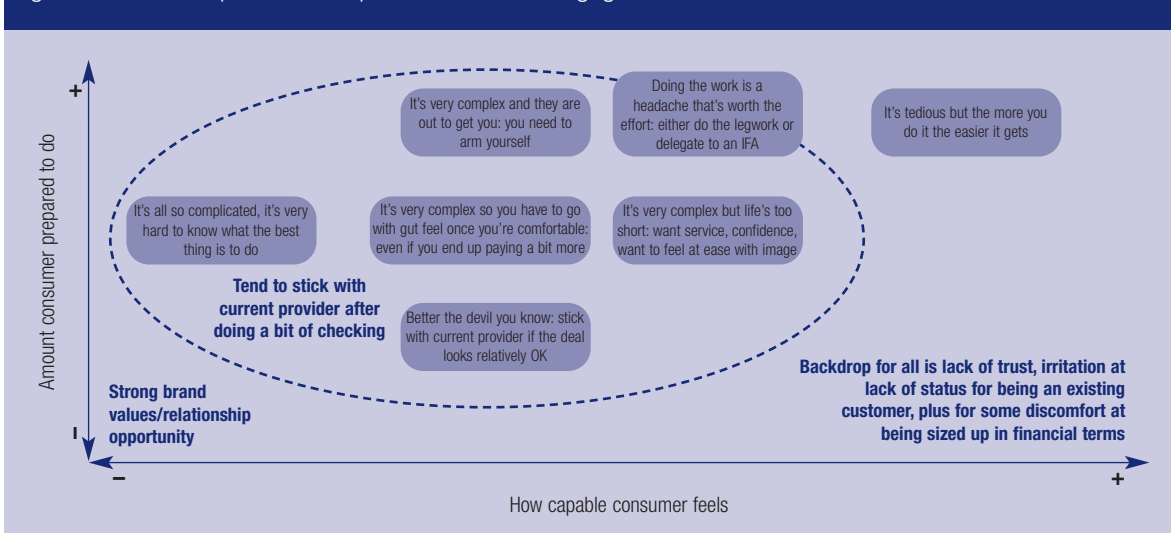 +
Amount consumer prepared to do
It's very complex and they are
out to get you: you need to
arm yourself
Doing the work is a
headache that's worth the
effort: either do the legwork or
delegate to an IFA
It's tedious but the more you
do it the easier it gets
It's all so complicated, it's very
hard to know what the best
thing is to do
It's very complex so you have to go
with gut feel once you're comfortable:
even if you end up paying a bit more
It's very complex but life's too
short: want service, confidence,
want to feel at ease with image
Tend to stick with
current provider after
doing a bit of checking
Better the devil you know: stick
with current provider if the deal
looks relatively OK
Strong brand
values/relationship
opportunity
Backdrop for all is lack of trust, irritation at
lack of status for being an existing
customer, plus for some discomfort at
being sized up in financial terms
–
–
+
How capable consumer feels